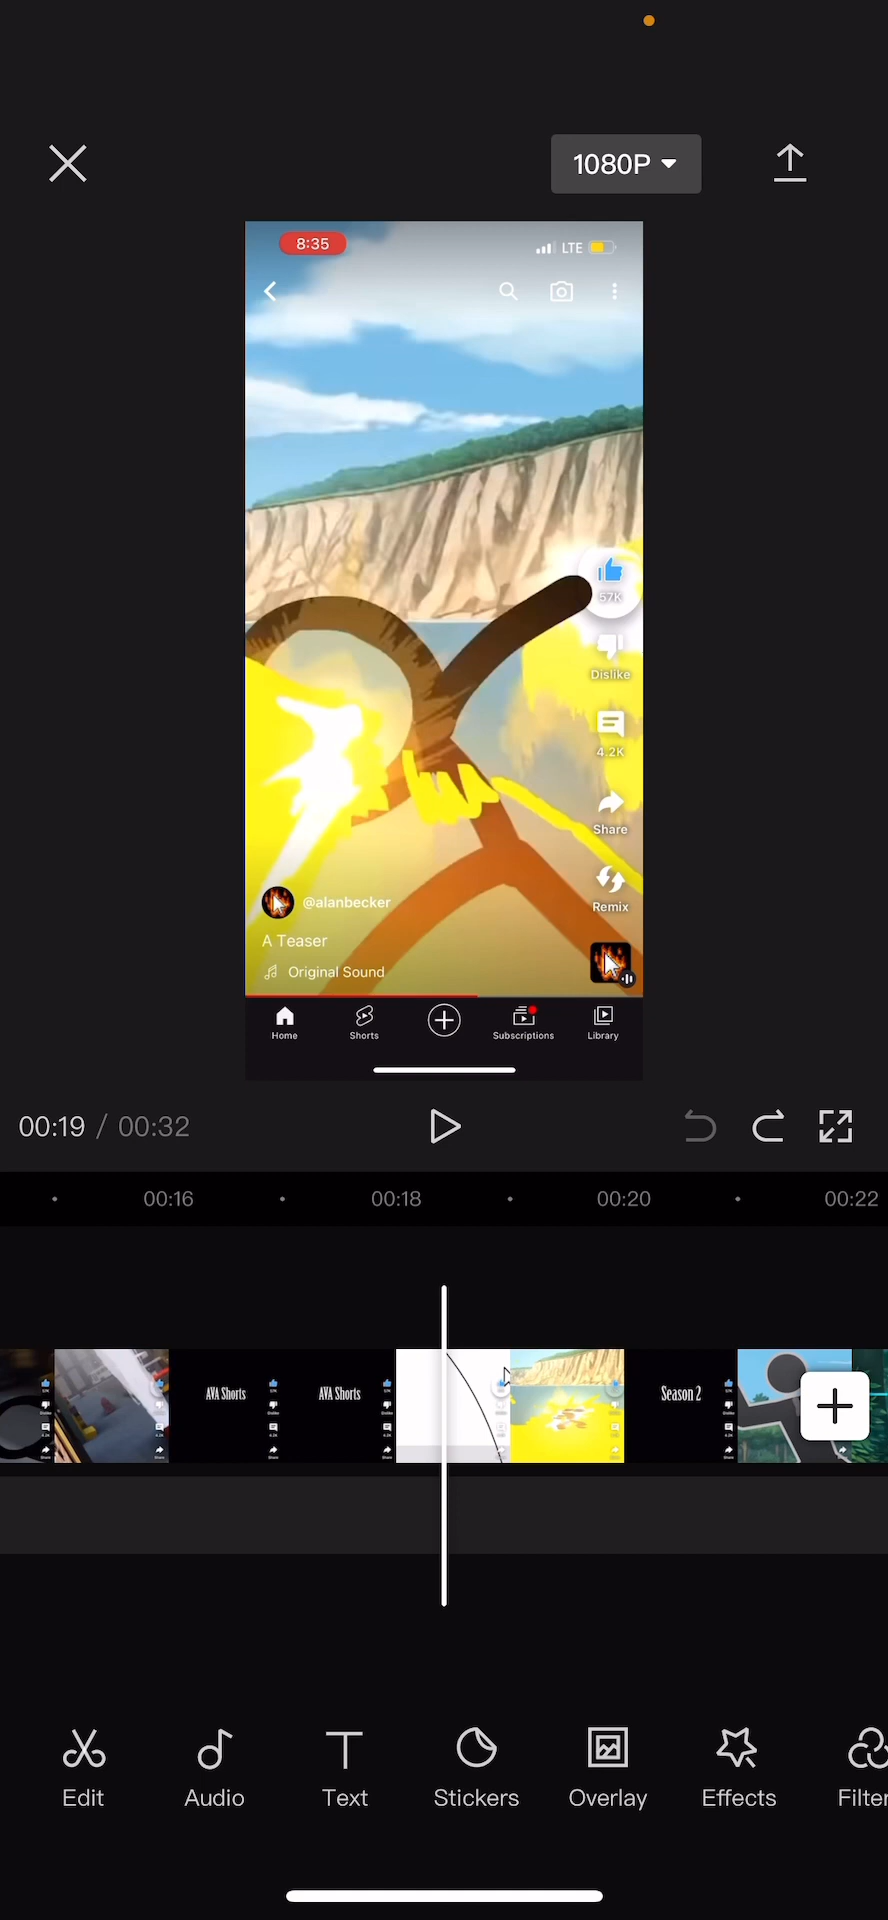 1080P
8:35
LTE
57K
Dislike
4.2K
Share
Remix
@alanbecker
A Teaser
Original Sound
Home
Shorts
Subscriptions
Library
00:19 / 00:32
00:16
00:18
00:20
00:22
AVA Shorts
AVA Shorts
Season 2
Edit
Audio
Text
Stickers
Overlay
Effects
Filter